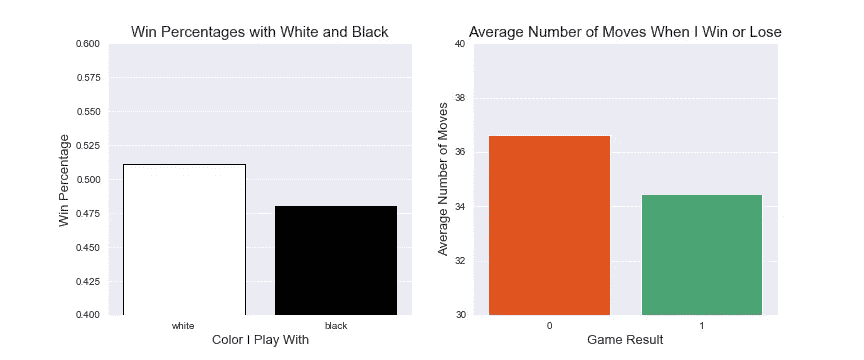 Win Percentages with White and Black
0.600
0.575
0.550
0.525
0.500
0.475
0.450
0.425
0.400
Win Percentage
white black
Color I Play With
Average Number of Moves When I Win or Lose
40
38
36
34
32
30
Average Number of Moves
0 1
Game Result